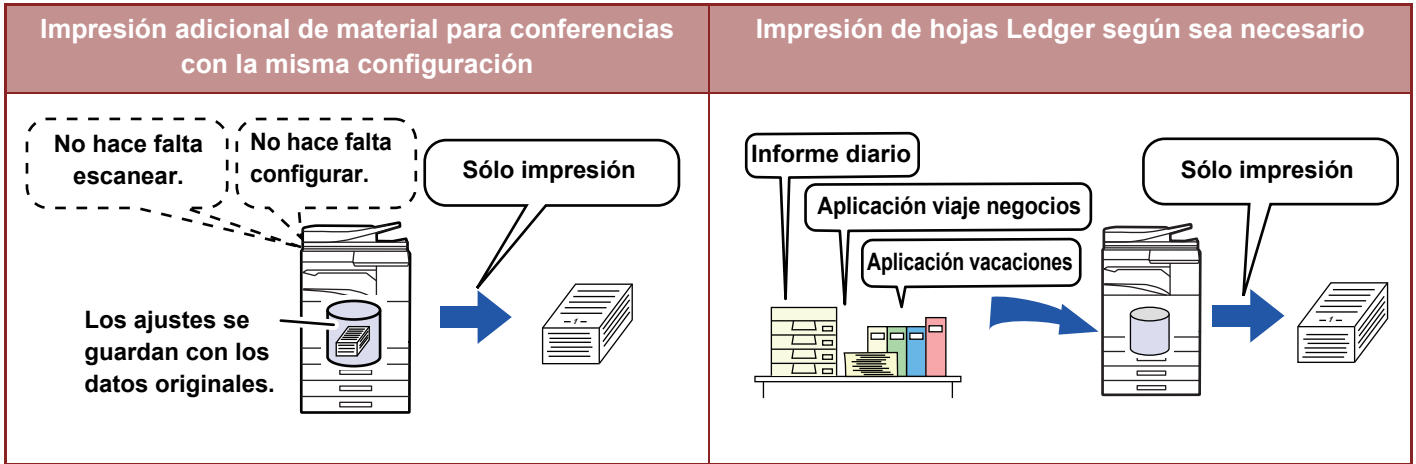 Impresión adicional de material para conferencias
con la misma configuración
Impresión de hojas Ledger según sea necesario
No hace falta
escanear.
No hace falta
configurar.
Sólo impresión
Los ajustes se
guardan con los
datos originales.
-1-
Informe diario
Aplicación viaje negocios
Aplicación vacaciones
Sólo impresión
-1-